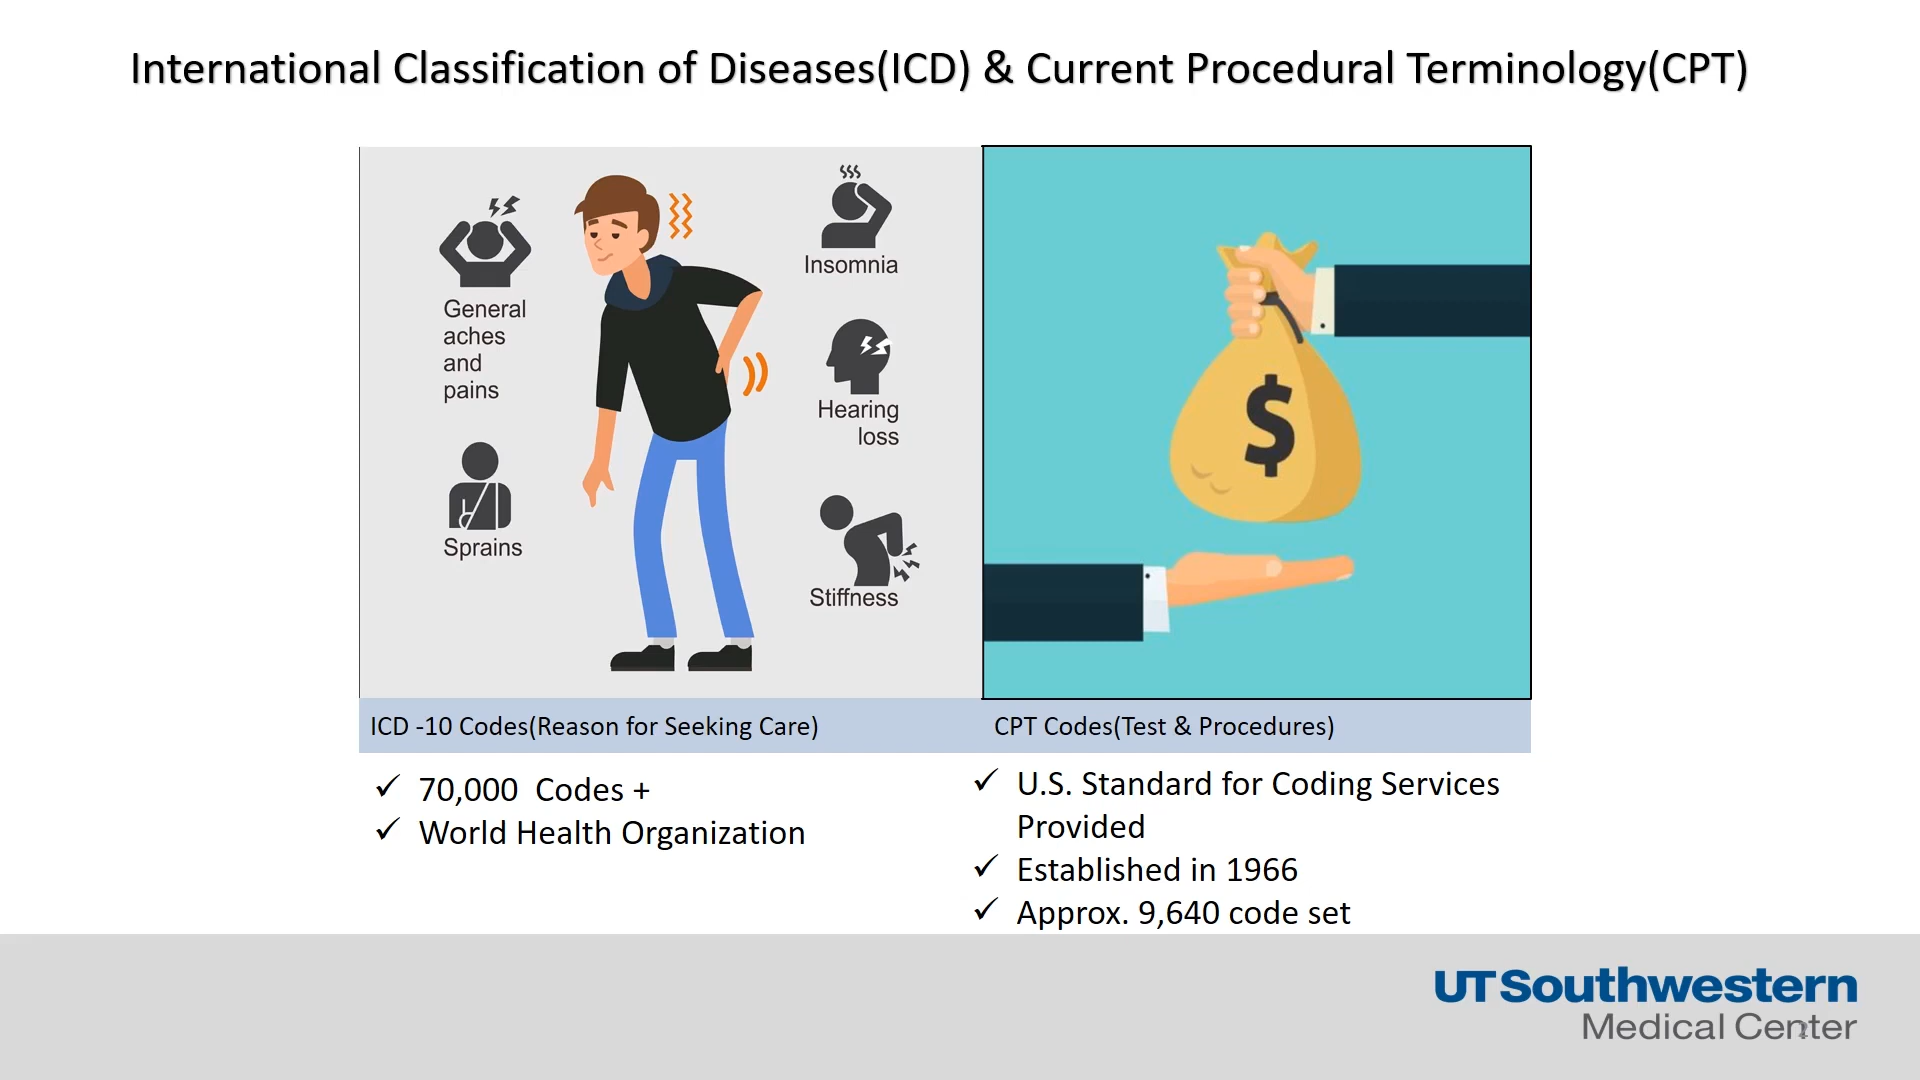 International Classification of Diseases(ICD) & Current Procedural Terminology(CPT)
General
aches
and
pains
Sprains
Insomnia
Hearing
loss
Stiffness
$
ICD -10 Codes(Reason for Seeking Care)
CPT Codes(Test & Procedures)
✓ 70,000  Codes +
✓ World Health Organization
✓ U.S. Standard for Coding Services
Provided
✓ Established in 1966
✓ Approx. 9,640 code set
UTSouthwestern
Medical Center
2